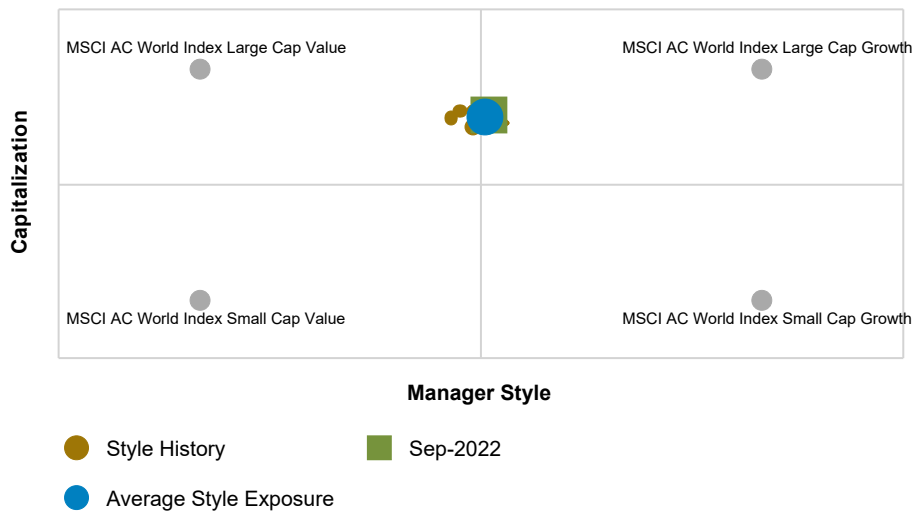 MSCI AC World Index Large Cap Value
MSCI AC World Index Large Cap Growth
Capitalization
MSCI AC World Index Small Cap Value
MSCI AC World Index Small Cap Growth
Manager Style
Style History
Sep-2022
Average Style Exposure